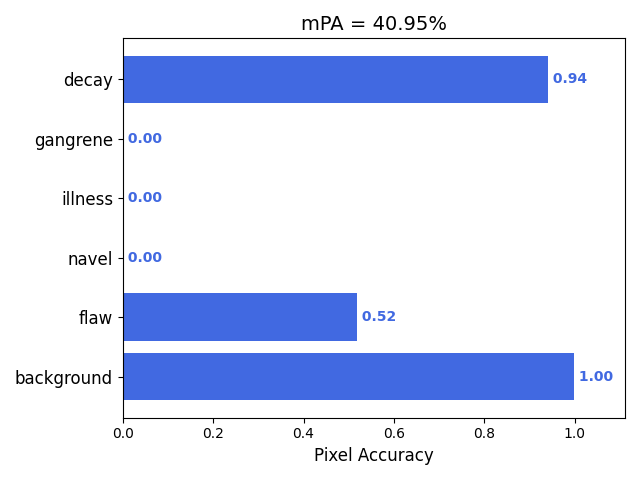 mPA = 40.95%
decay 0.94
gangrene 0.00
illness 0.00
navel 0.00
flaw 0.52
background 1.00
0.0 0.2 0.4 0.6 0.8 1.0
Pixel Accuracy